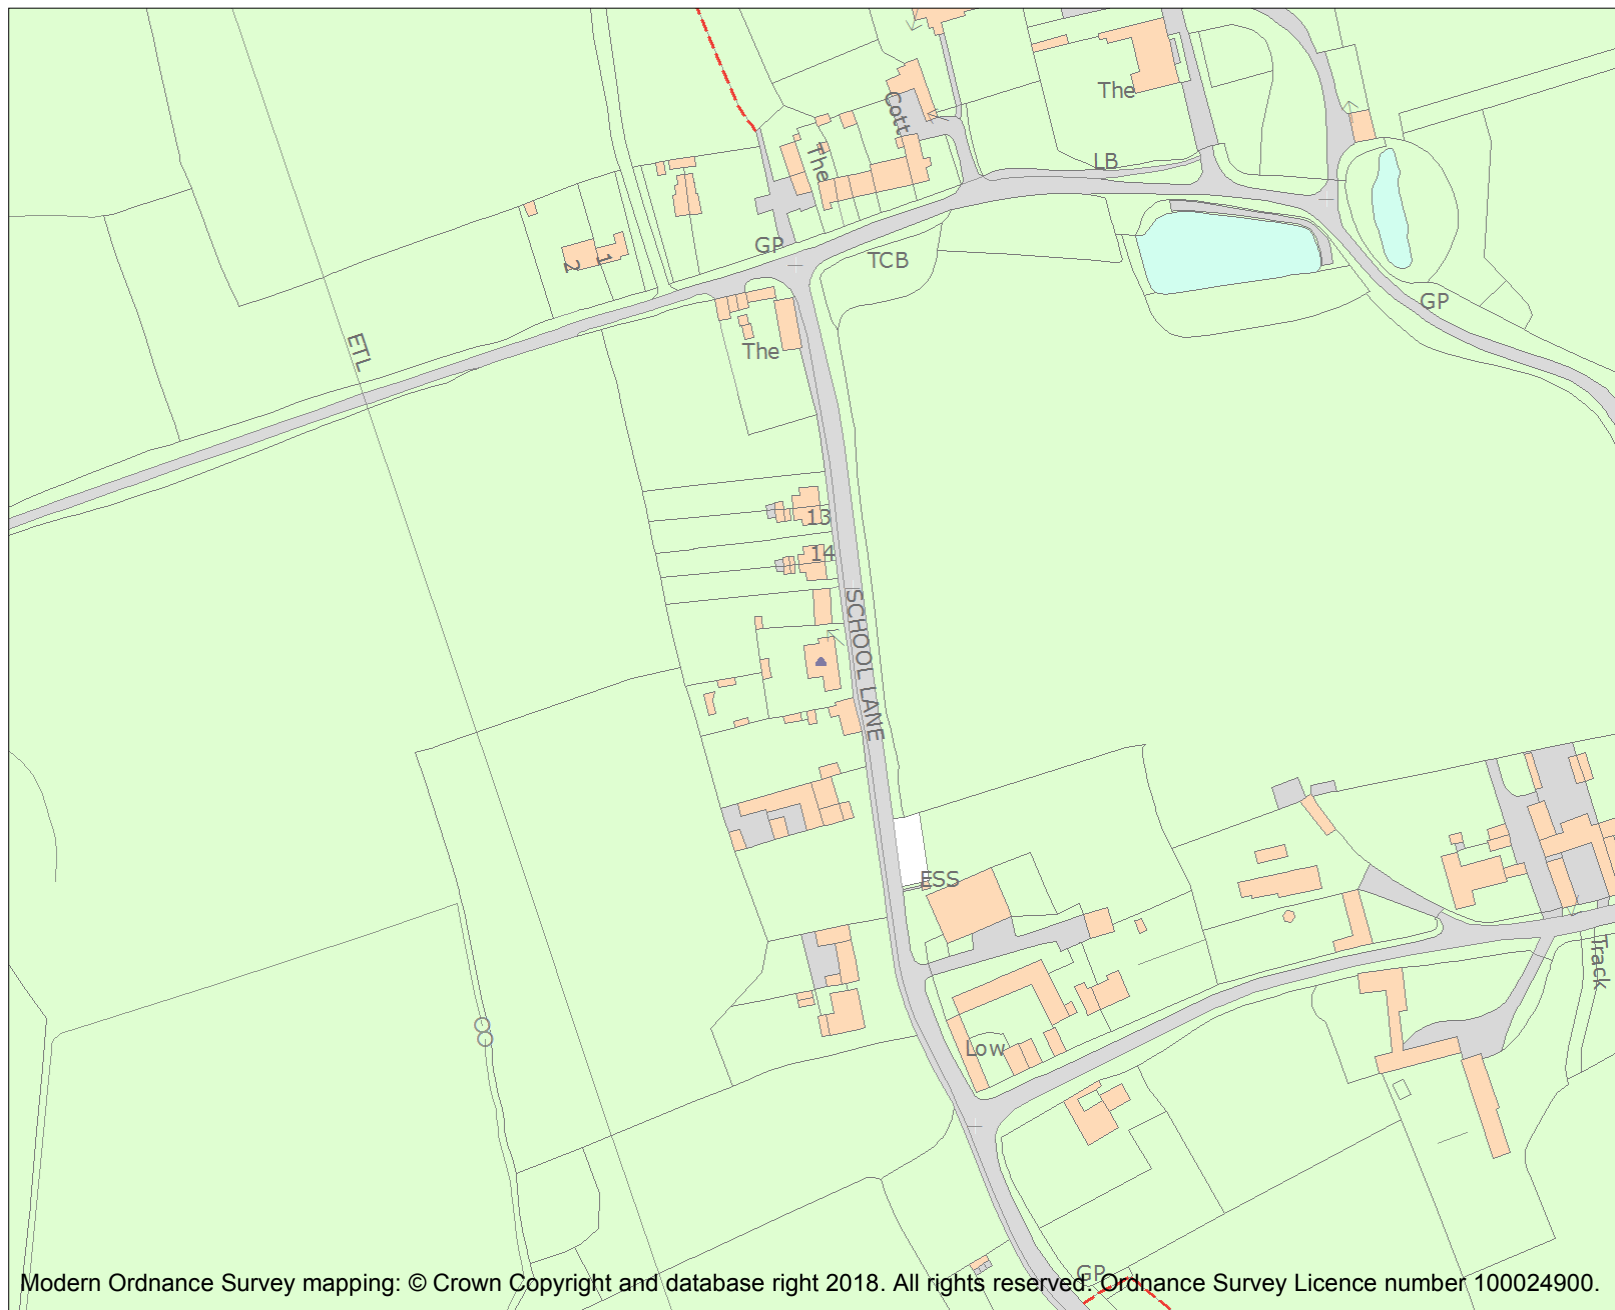 The
Cott
The
LB
GP
TCB
1
2
GP
ETL
The
13
14
SCHOOL LANE
ESS
Track
Low
GP
Modern Ordnance Survey mapping: © Crown Copyright and database right 2018. All rights reserved. Ordnance Survey Licence number 100024900.